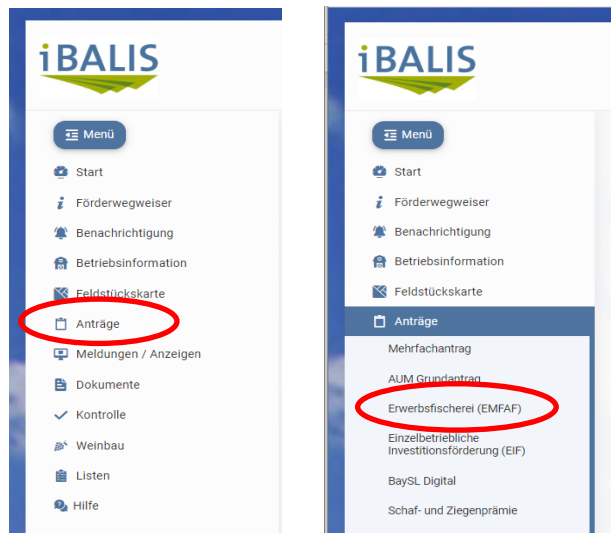 iBALIS
Menü
Start
Förderwegweiser
Benachrichtigung
Betriebsinformation
Feldstückskarte
Anträge
Meldungen / Anzeigen
Dokumente
Kontrolle
Weinbau
Listen
Hilfe
iBALIS
Menü
Start
Förderwegweiser
Benachrichtigung
Betriebsinformation
Feldstückskarte
Anträge
Mehrfachantrag
AUM Grundantrag
Erwerbsfischerei (EMFAF)
Einzelbetriebliche
Investitionsförderung (EIF)
BaySL Digital
Schaf- und Ziegenprämie